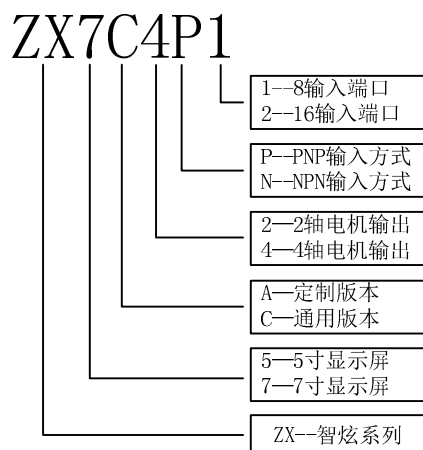 ZX7C4P1
1--8输入端口
2--16输入端口
P--PNP输入方式
N--NPN输入方式
2—2轴电机输出
4—4轴电机输出
A—定制版本
C—通用版本
5—5寸显示屏
7—7寸显示屏
ZX--智炫系列